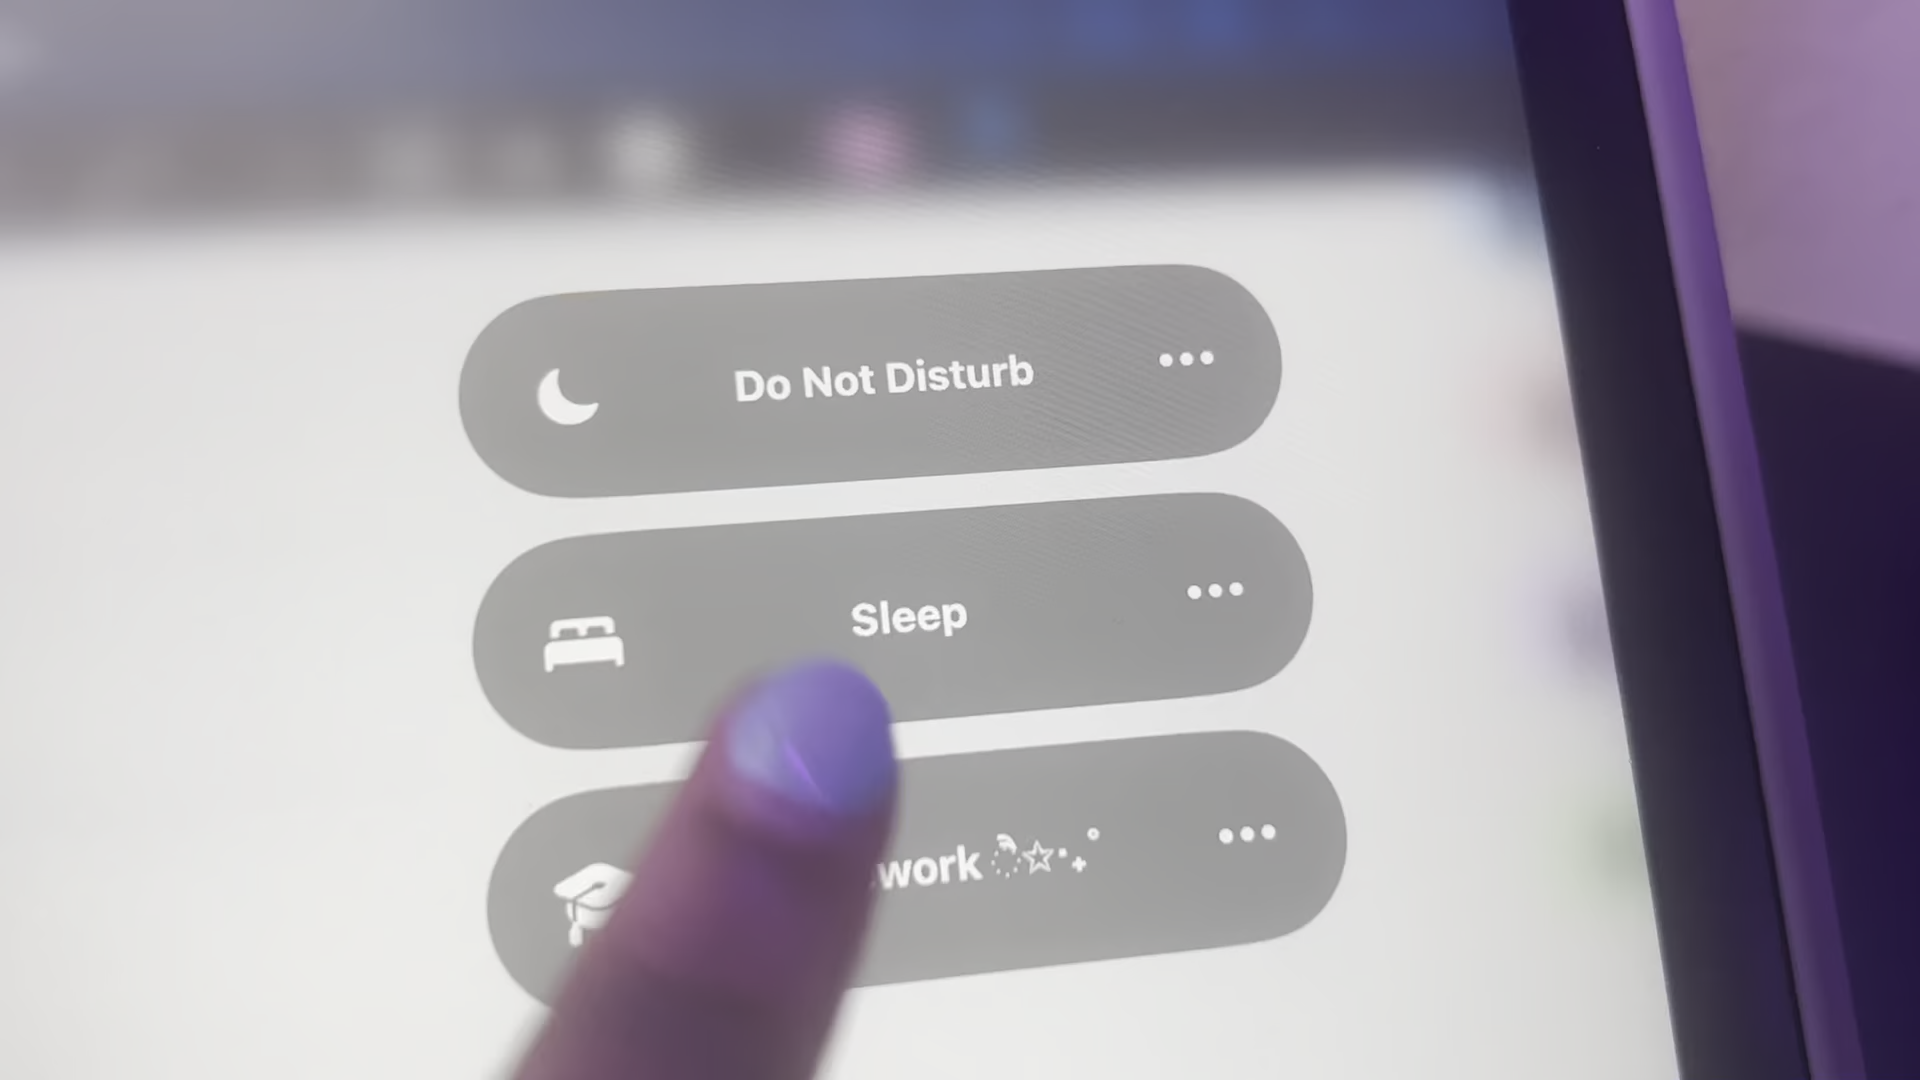 Do Not Disturb
Sleep
work ☆